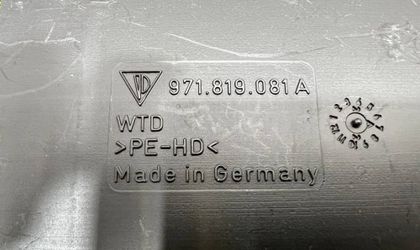 971.819.081 A
WTD
>PE-HD<
Made in Germany